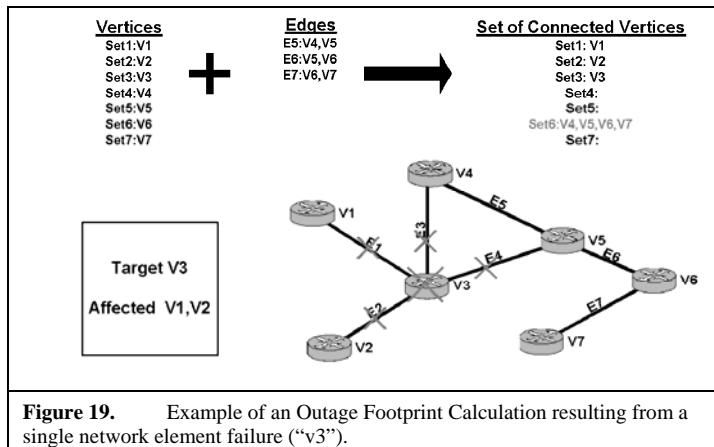 Vertices
Set1:V1
Set2:V2
Set3:V3
Set4:V4
Set5:V5
Set6:V6
Set7:V7
Edges
E5:V4,V5
E6:V5,V6
E7:V6,V7
Set of Connected Vertices
Set1: V1
Set2: V2
Set3: V3
Set4:
Set5:
Set6:V4,V5,V6,V7
Set7:
Target V3
Affected V1,V2
V4
V1
E5
E3
E1
V5
E4
E6
V3
V6
E2
E7
V2
V7
Figure 19. Example of an Outage Footprint Calculation resulting from a
single network element failure (“v3”).